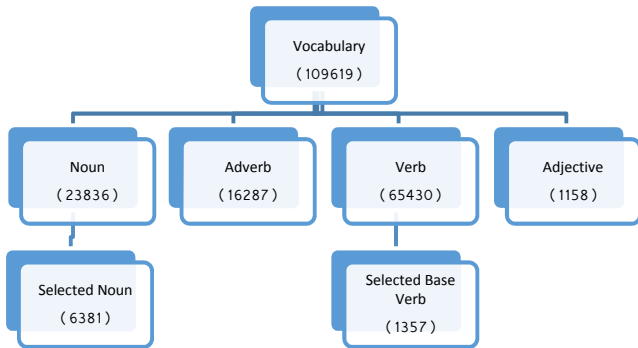 Vocabulary
( 109619 )
Noun
( 23836 )
Adverb
( 16287 )
Verb
( 65430 )
Adjective
( 1158 )
Selected Noun
( 6381 )
Selected Base
Verb
( 1357 )